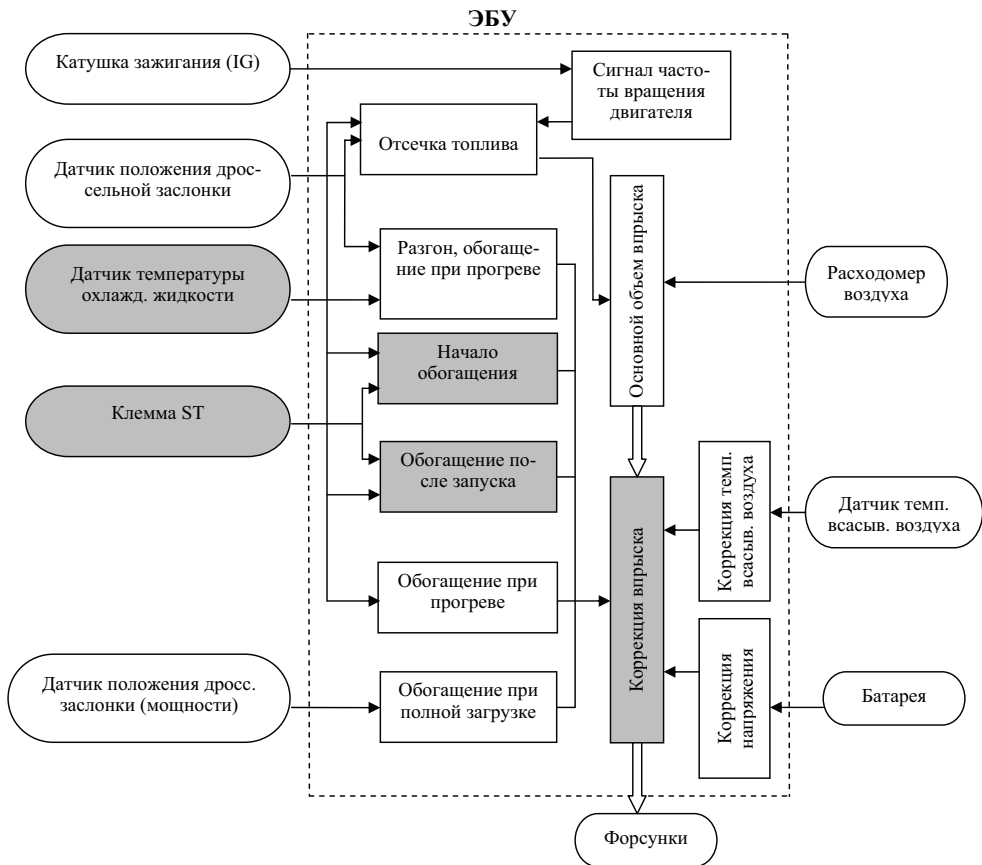 ЭБУ
Катушка зажигания (IG)
Сигнал часто-
ты вращения
двигателя
Отсечка топлива
Датчик положения дрос-
сельной заслонки
Разгон, обогаще-
ние при прогреве
Датчик температуры
охлажд. жидкости
Основной объем впрыска
Расходомер
воздуха
Начало
обогащения
Клемма ST
Обогащение по-
сле запуска
Коррекция темп.
всасыв. воздуха
Датчик темп.
всасыв. воздуха
Коррекция впрыска
Обогащение при
прогреве
Датчик положения дросс.
заслонки (мощности)
Обогащение при
полной загрузке
Коррекция
напряжения
Батарея
Форсунки